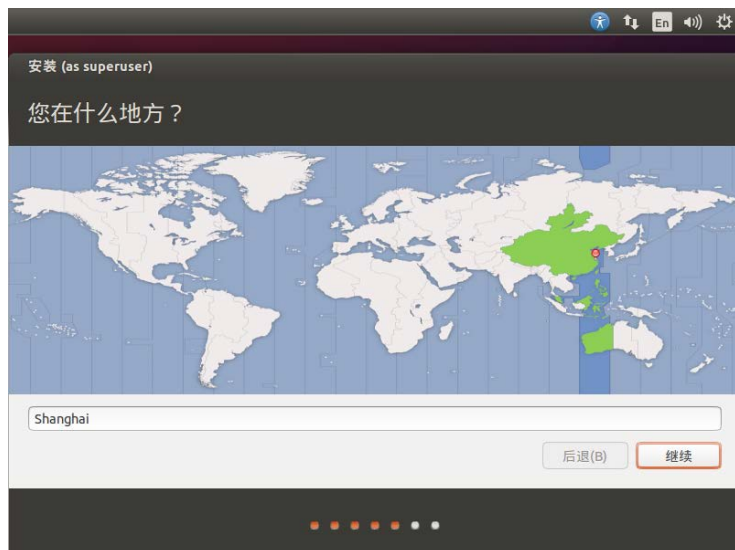 En
安装 (as superuser)
您在什么地方？
Shanghai
后退(B)
继续